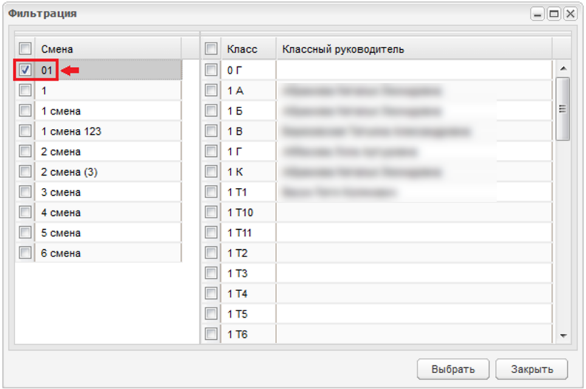 Фильтрация
Смена
01
1
1 смена
1 смена 123
2 смена
2 смена (3)
3 смена
4 смена
5 смена
6 смена
Класс Классный руководитель
0 Г
1 А
1 Б
1 В
1 Г
1 К
1 Т1
1 Т10
1 Т11
1 Т2
1 Т3
1 Т4
1 Т5
1 Т6
Выбрать Закрыть